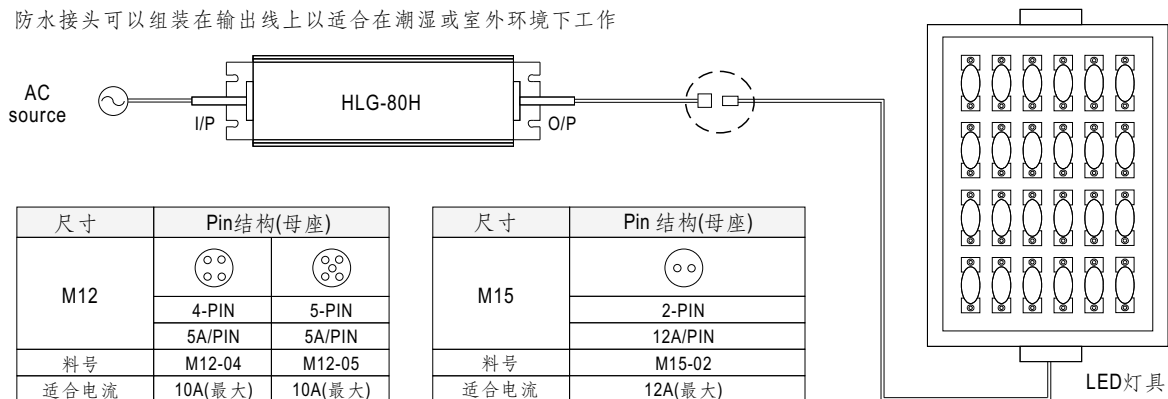 防水接头可以组装在输出线上以适合在潮湿或室外环境下工作
AC
source
I/P
HLG-80H
O/P
尺寸 Pin结构(母座)
M12
4-PIN 5-PIN
5A/PIN 5A/PIN
料号 M12-04 M12-05
适合电流 10A(最大) 10A(最大)
尺寸 Pin 结构(母座)
M15
2-PIN
12A/PIN
料号 M15-02
适合电流 12A(最大)
LED灯具